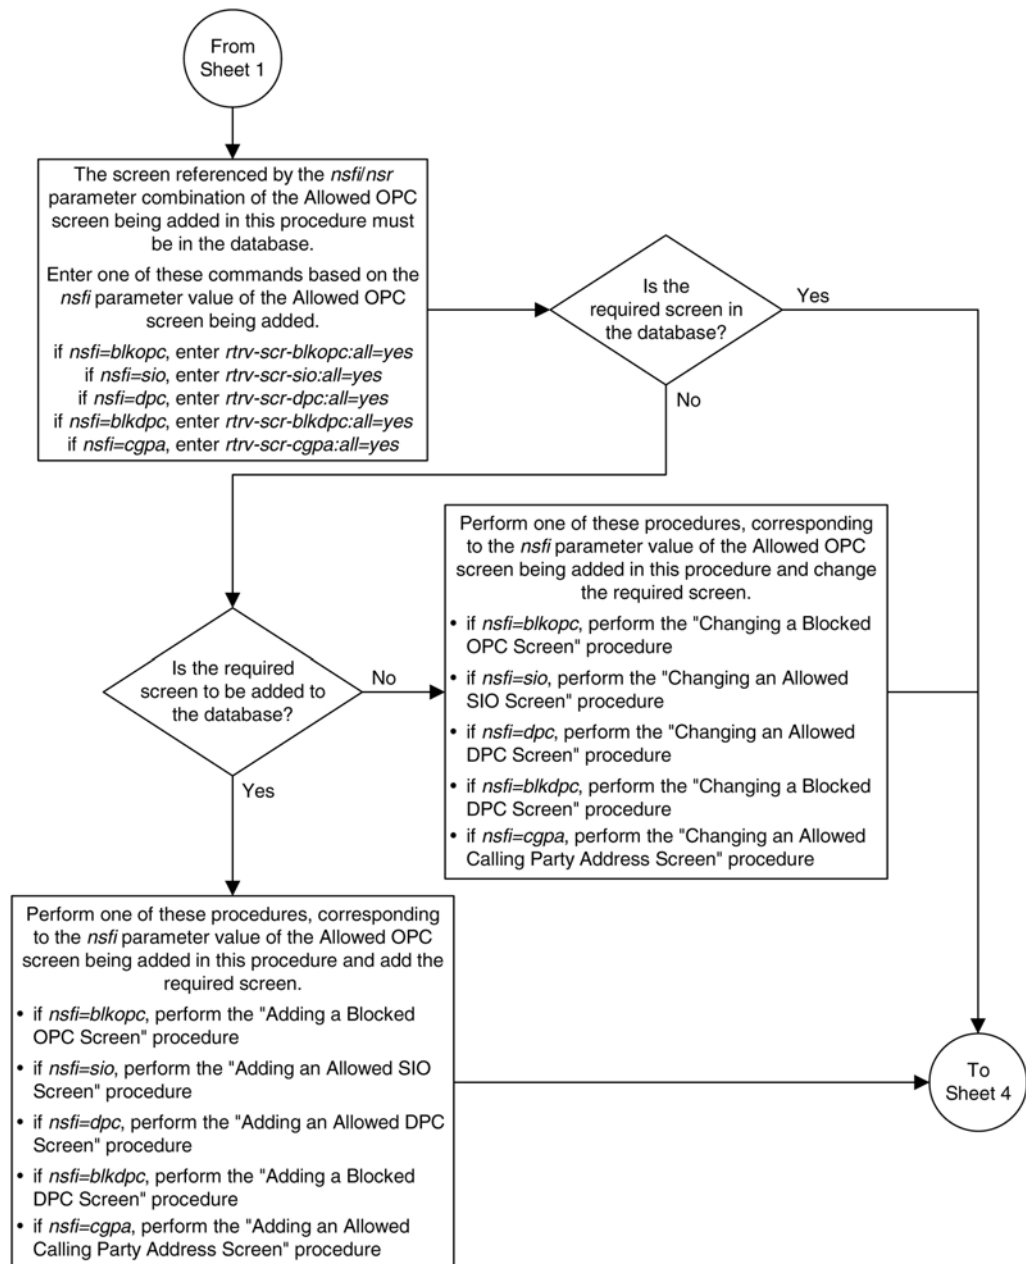 From
Sheet 1
The screen referenced by the nsfi/nsr
parameter combination of the Allowed OPC
screen being added in this procedure must
be in the database.
Enter one of these commands based on the
nsfi parameter value of the Allowed OPC
screen being added.
if nsfi=blkopc, enter rtrv-scr-blkopc:all=yes
if nsfi=sio, enter rtrv-scr-sio:all=yes
if nsfi=dpc, enter rtrv-scr-dpc:all=yes
if nsfi=blkdpc, enter rtrv-scr-blkdpc:all=yes
if nsfi=cgpa, enter rtrv-scr-cgpa:all=yes
Is the
required screen in
the database?
Yes
No
Is the required
screen to be added to
the database?
No
Yes
Perform one of these procedures, corresponding
to the nsfi parameter value of the Allowed OPC
screen being added in this procedure and change
the required screen.
• if nsfi=blkopc, perform the "Changing a Blocked
OPC Screen" procedure
• if nsfi=sio, perform the "Changing an Allowed
SIO Screen" procedure
• if nsfi=dpc, perform the "Changing an Allowed
DPC Screen" procedure
• if nsfi=blkdpc, perform the "Changing a Blocked
DPC Screen" procedure
• if nsfi=cgpa, perform the "Changing an Allowed
Calling Party Address Screen" procedure
Perform one of these procedures, corresponding
to the nsfi parameter value of the Allowed OPC
screen being added in this procedure and add the
required screen.
• if nsfi=blkopc, perform the "Adding a Blocked
OPC Screen" procedure
• if nsfi=sio, perform the "Adding an Allowed SIO
Screen" procedure
• if nsfi=dpc, perform the "Adding an Allowed DPC
Screen" procedure
• if nsfi=blkdpc, perform the "Adding a Blocked
DPC Screen" procedure
• if nsfi=cgpa, perform the "Adding an Allowed
Calling Party Address Screen" procedure
To
Sheet 4